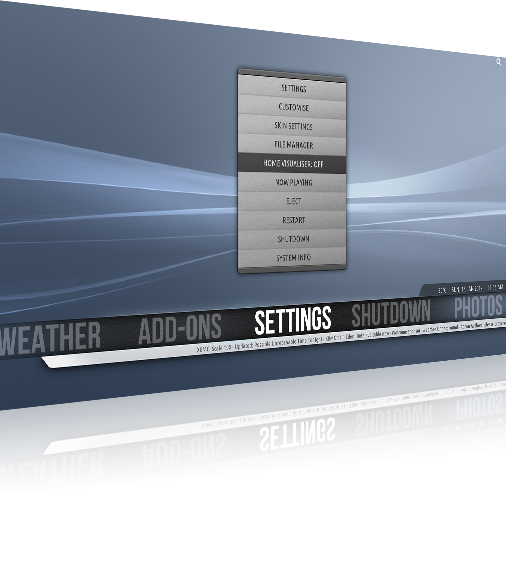 SETTINGS
CUSTOMISE
SKIN SETTINGS
FILE MANAGER
HOME VISUALISER: OFF
NOW PLAYING
EJECT
RESTART
SHUTDOWN
SYSTEM INFO
WEATHER ADD-ONS SETTINGS SHUTDOWN PHOTOS